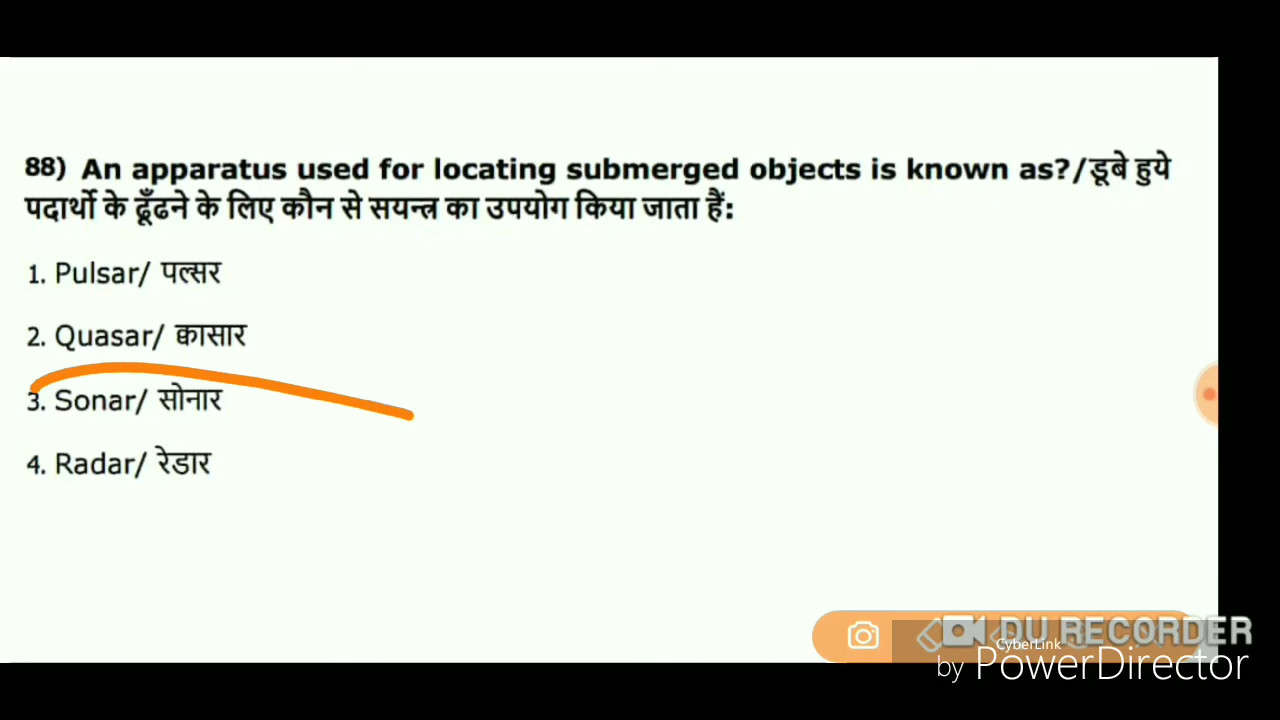 88) An apparatus used for locating submerged objects is known as?/डूबे हुये
पदार्थो के ढूँढने के लिए कौन से सयन्त्र का उपयोग किया जाता हैं:
1. Pulsar/ पल्सर
2. Quasar/ क्वासार
3. Sonar/ सोनार
4. Radar/ रेडार
DU RECORDER
CyberLink
by PowerDirector